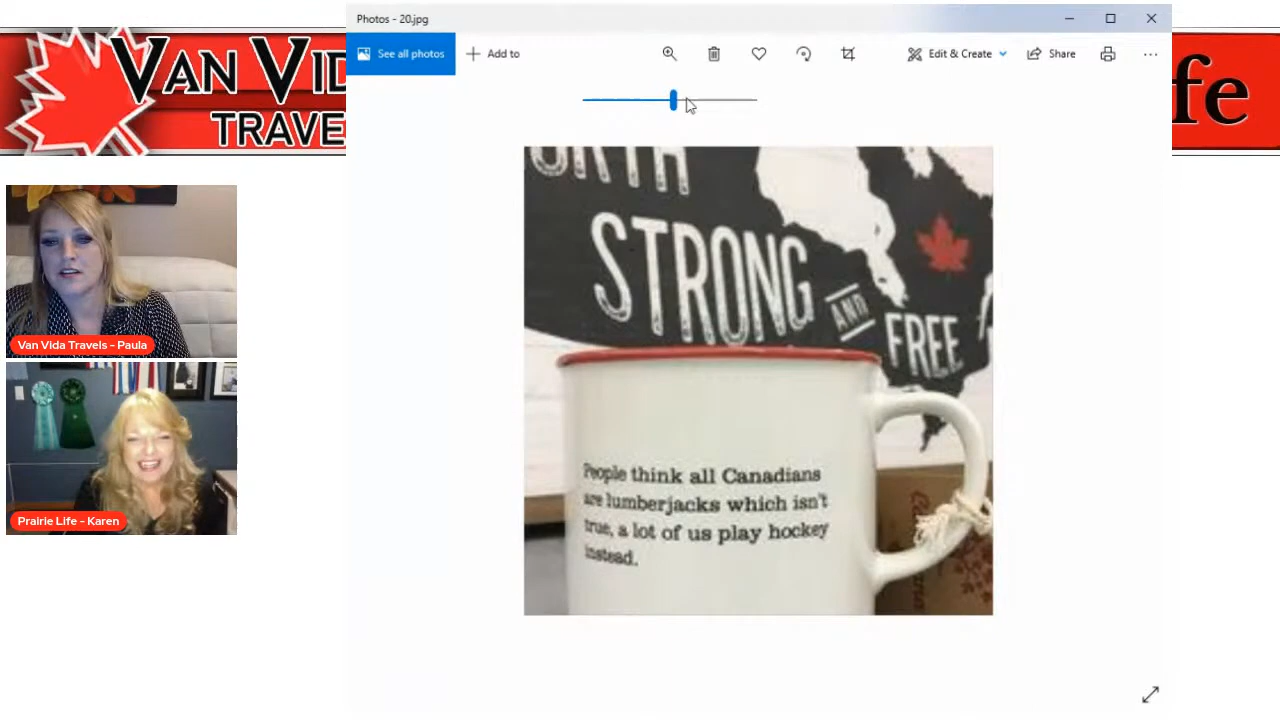 Photos - 20.jpg
See all photos
Add to
Edit & Create
Share
VAN VID
TRAVE
fe
ORTH
STRONG
AND
FREE
People think all Canadians
are lumberjacks which isn't
true, a lot of us play hockey
instead.
Van Vida Travels - Paula
Prairie Life - Karen